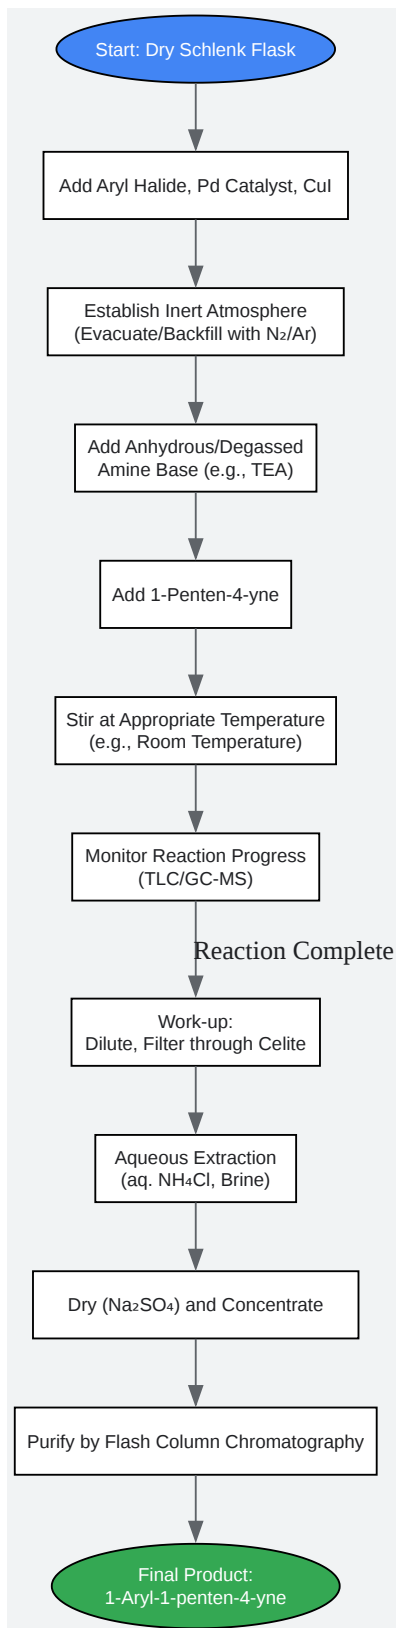 Start: Dry Schlenk Flask
Add Aryl Halide, Pd Catalyst, CuI
Establish Inert Atmosphere
(Evacuate/Backfill with N₂/Ar)
Add Anhydrous/Degassed
Amine Base (e.g., TEA)
Add 1-Penten-4-yne
Stir at Appropriate Temperature
(e.g., Room Temperature)
Monitor Reaction Progress
(TLC/GC-MS)
Reaction Complete
Work-up:
Dilute, Filter through Celite
Aqueous Extraction
(aq. NH₄Cl, Brine)
Dry (Na₂SO₄) and Concentrate
Purify by Flash Column Chromatography
Final Product:
1-Aryl-1-penten-4-yne